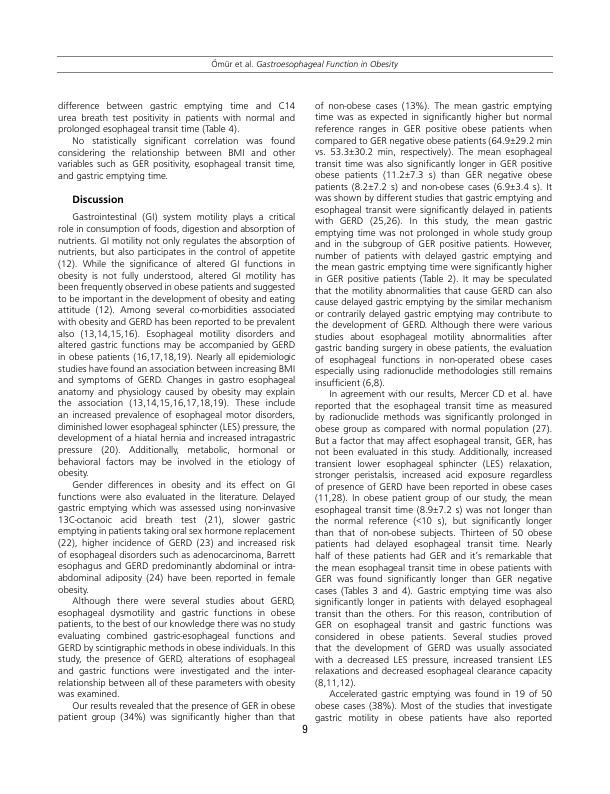 Ömür et al. Gastroesophageal Function in Obesity
difference between gastric emptying time and C14
urea breath test positivity in patients with normal and
prolonged esophageal transit time (Table 4).
No statistically significant correlation was found
considering the relationship between BMI and other
variables such as GER positivity, esophageal transit time,
and gastric emptying time.
Discussion
Gastrointestinal (GI) system motility plays a critical
role in consumption of foods, digestion and absorption of
nutrients. GI motility not only regulates the absorption of
nutrients, but also participates in the control of appetite
(12). While the significance of altered GI functions in
obesity is not fully understood, altered GI motility has
been frequently observed in obese patients and suggested
to be important in the development of obesity and eating
attitude (12). Among several co-morbidities associated
with obesity and GERD has been reported to be prevalent
also (13,14,15,16). Esophageal motility disorders and
altered gastric functions may be accompanied by GERD
in obese patients (16,17,18,19). Nearly all epidemiologic
studies have found an association between increasing BMI
and symptoms of GERD. Changes in gastro esophageal
anatomy and physiology caused by obesity may explain
the association (13,14,15,16,17,18,19). These include
an increased prevalence of esophageal motor disorders,
diminished lower esophageal sphincter (LES) pressure, the
development of a hiatal hernia and increased intragastric
pressure (20). Additionally, metabolic, hormonal or
behavioral factors may be involved in the etiology of
obesity.
Gender differences in obesity and its effect on GI
functions were also evaluated in the literature. Delayed
gastric emptying which was assessed using non-invasive
13C-octanoic acid breath test (21), slower gastric
emptying in patients taking oral sex hormone replacement
(22), higher incidence of GERD (23) and increased risk
of esophageal disorders such as adenocarcinoma, Barrett
esophagus and GERD predominantly abdominal or intra-
abdominal adiposity (24) have been reported in female
obesity.
Although there were several studies about GERD,
esophageal dysmotility and gastric functions in obese
patients, to the best of our knowledge there was no study
evaluating combined gastric-esophageal functions and
GERD by scintigraphic methods in obese individuals. In this
study, the presence of GERD, alterations of esophageal
and gastric functions were investigated and the inter-
relationship between all of these parameters with obesity
was examined.
Our results revealed that the presence of GER in obese
patient group (34%) was significantly higher than that
of non-obese cases (13%). The mean gastric emptying
time was as expected in significantly higher but normal
reference ranges in GER positive obese patients when
compared to GER negative obese patients (64.9±29.2 min
vs. 53.3±30.2 min, respectively). The mean esophageal
transit time was also significantly longer in GER positive
obese patients (11.2±7.3 s) than GER negative obese
patients (8.2±7.2 s) and non-obese cases (6.9±3.4 s). It
was shown by different studies that gastric emptying and
esophageal transit were significantly delayed in patients
with GERD (25,26). In this study, the mean gastric
emptying time was not prolonged in whole study group
and in the subgroup of GER positive patients. However,
number of patients with delayed gastric emptying and
the mean gastric emptying time were significantly higher
in GER positive patients (Table 2). It may be speculated
that the motility abnormalities that cause GERD can also
cause delayed gastric emptying by the similar mechanism
or contrarily delayed gastric emptying may contribute to
the development of GERD. Although there were various
studies about esophageal motility abnormalities after
gastric banding surgery in obese patients, the evaluation
of esophageal functions in non-operated obese cases
especially using radionuclide methodologies still remains
insufficient (6,8).
In agreement with our results, Mercer CD et al. have
reported that the esophageal transit time as measured
by radionuclide methods was significantly prolonged in
obese group as compared with normal population (27).
But a factor that may affect esophageal transit, GER, has
not been evaluated in this study. Additionally, increased
transient lower esophageal sphincter (LES) relaxation,
stronger peristalsis, increased acid exposure regardless
of presence of GERD have been reported in obese cases
(11,28). In obese patient group of our study, the mean
esophageal transit time (8.9±7.2 s) was not longer than
the normal reference (<10 s), but significantly longer
than that of non-obese subjects. Thirteen of 50 obese
patients had delayed esophageal transit time. Nearly
half of these patients had GER and it’s remarkable that
the mean esophageal transit time in obese patients with
GER was found significantly longer than GER negative
cases (Tables 3 and 4). Gastric emptying time was also
significantly longer in patients with delayed esophageal
transit than the others. For this reason, contribution of
GER on esophageal transit and gastric functions was
considered in obese patients. Several studies proved
that the development of GERD was usually associated
with a decreased LES pressure, increased transient LES
relaxations and decreased esophageal clearance capacity
(8,11,12).
Accelerated gastric emptying was found in 19 of 50
obese cases (38%). Most of the studies that investigate
gastric motility in obese patients have also reported
9